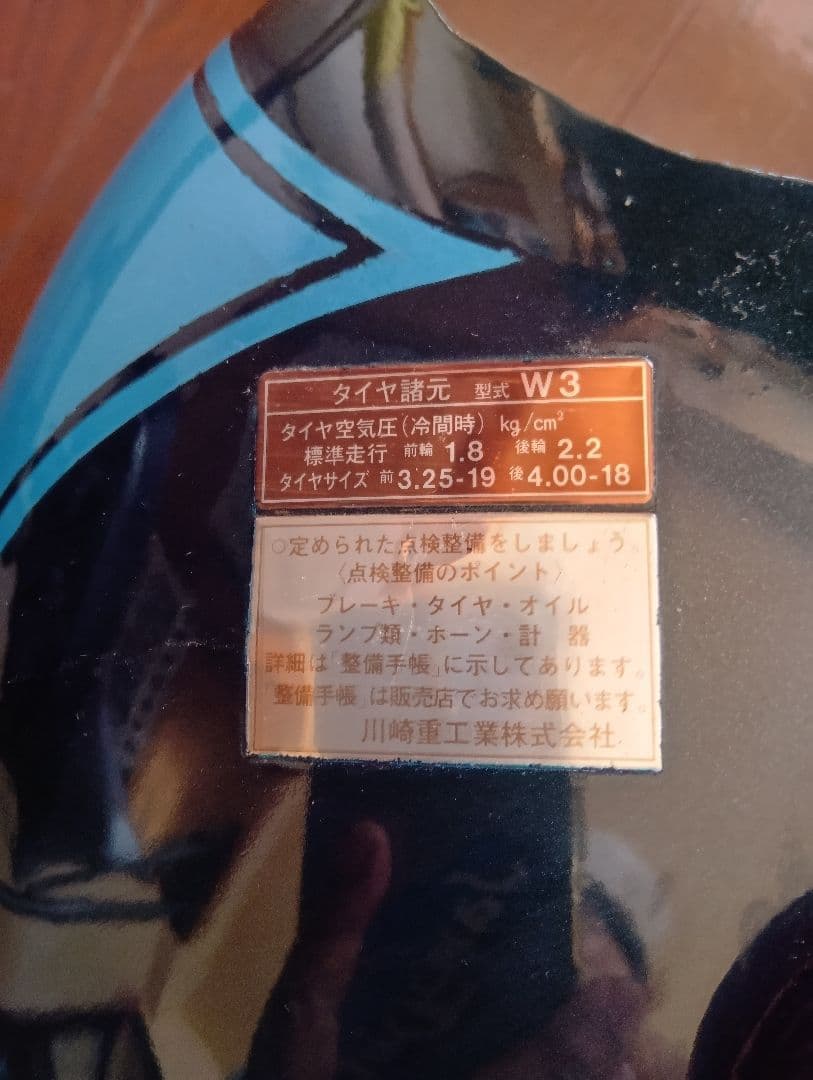 タイヤ諸元 型式 W3
タイヤ空気圧(冷間時) kg/cm²
標準走行 前輪 1.8 後輪 2.2
タイヤサイズ 前3.25-19 後4.00-18
○定められた点検整備をしましょう。
〈点検整備のポイント〉
ブレーキ・タイヤ・オイル
ランプ類・ホーン・計 器
詳細は「整備手帳」に示してあります。
「整備手帳」は販売店でお求め願います。
川崎重工業株式会社